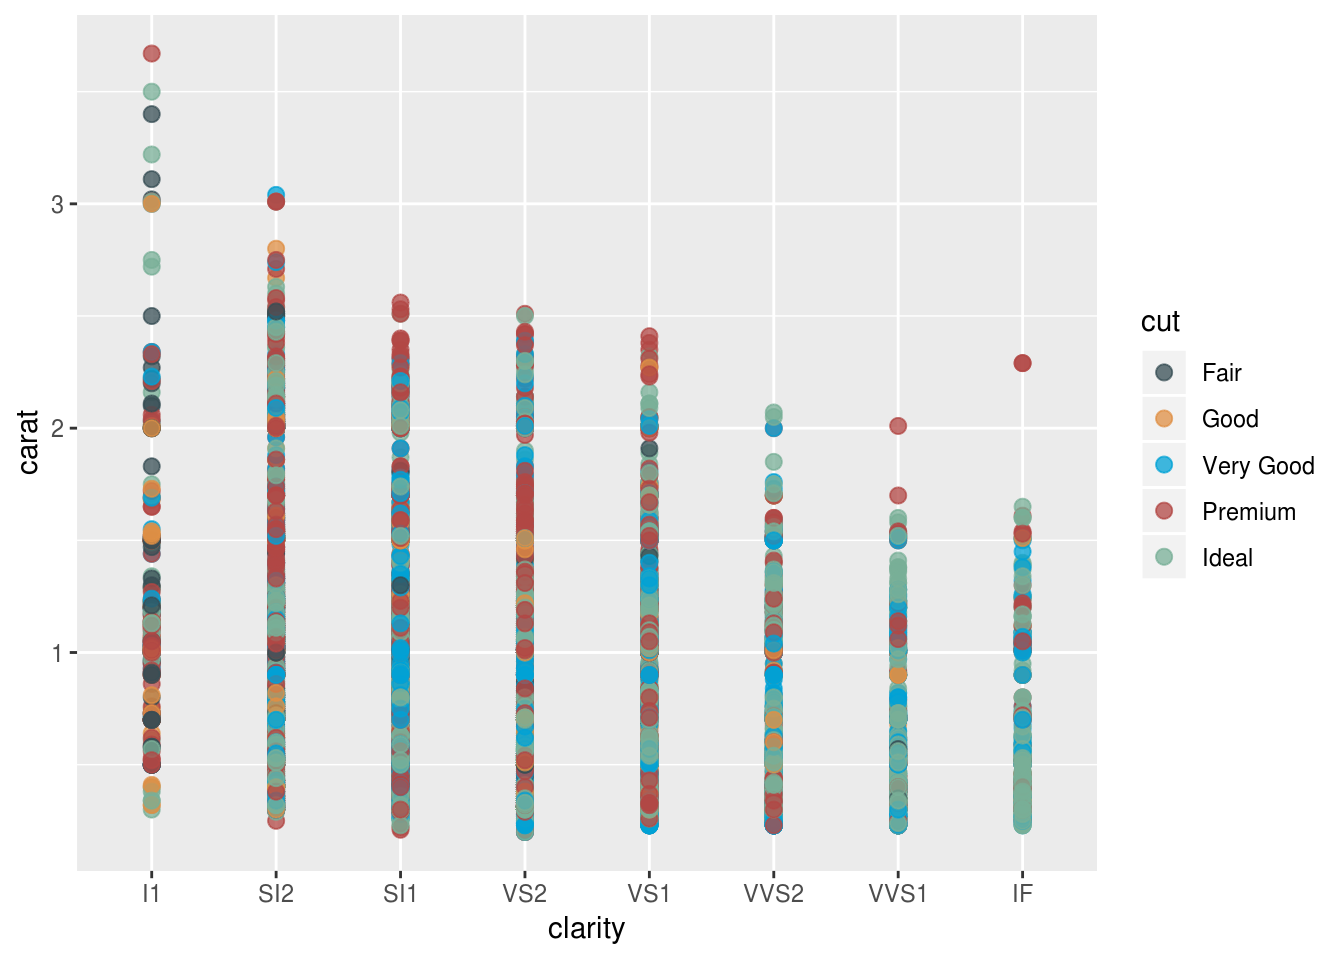 3
2
1
carat
I1 SI2 SI1 VS2 VS1 VVS2 VVS1 IF
clarity
cut
Fair
Good
Very Good
Premium
Ideal